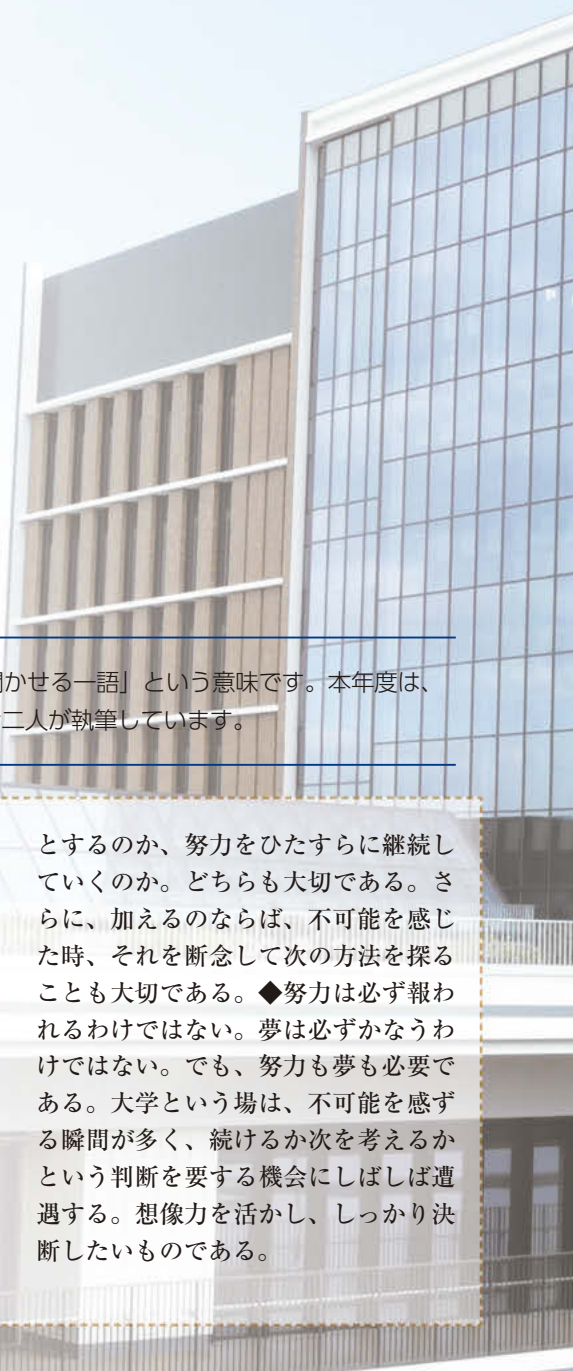 聞かせる一語」という意味です。本年度は、
二人が執筆しています。
とするのか、努力をひたすらに継続し
ていくのか。どちらも大切である。さ
らに、加えるのならば、不可能を感じ
た時、それを断念して次の方法を探る
ことも大切である。◆努力は必ず報わ
れるわけではない。夢は必ずかなうわ
けではない。でも、努力も夢も必要で
ある。大学という場は、不可能を感ず
る瞬間が多く、続けるか次を考えるか
という判断を要する機会にしばしば遭
遇する。想像力を活かし、しっかり決
断したいものである。